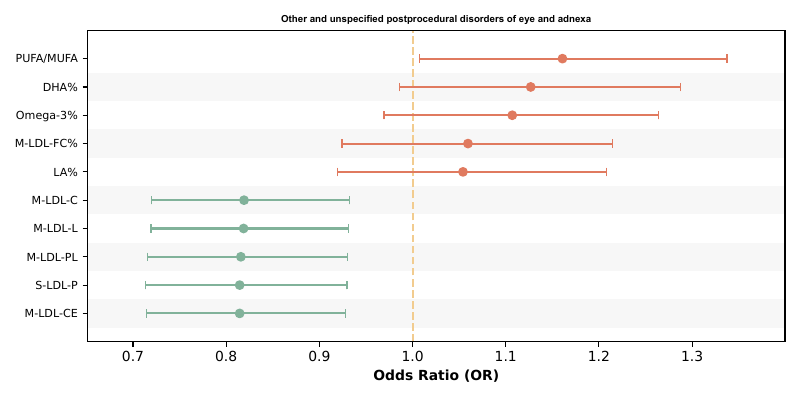 Other and unspecified postprocedural disorders of eye and adnexa
PUFA/MUFA
DHA%
Omega-3%
M-LDL-FC%
LA%
M-LDL-C
M-LDL-L
M-LDL-PL
S-LDL-P
M-LDL-CE
0.7 0.8 0.9 1.0 1.1 1.2 1.3
Odds Ratio (OR)